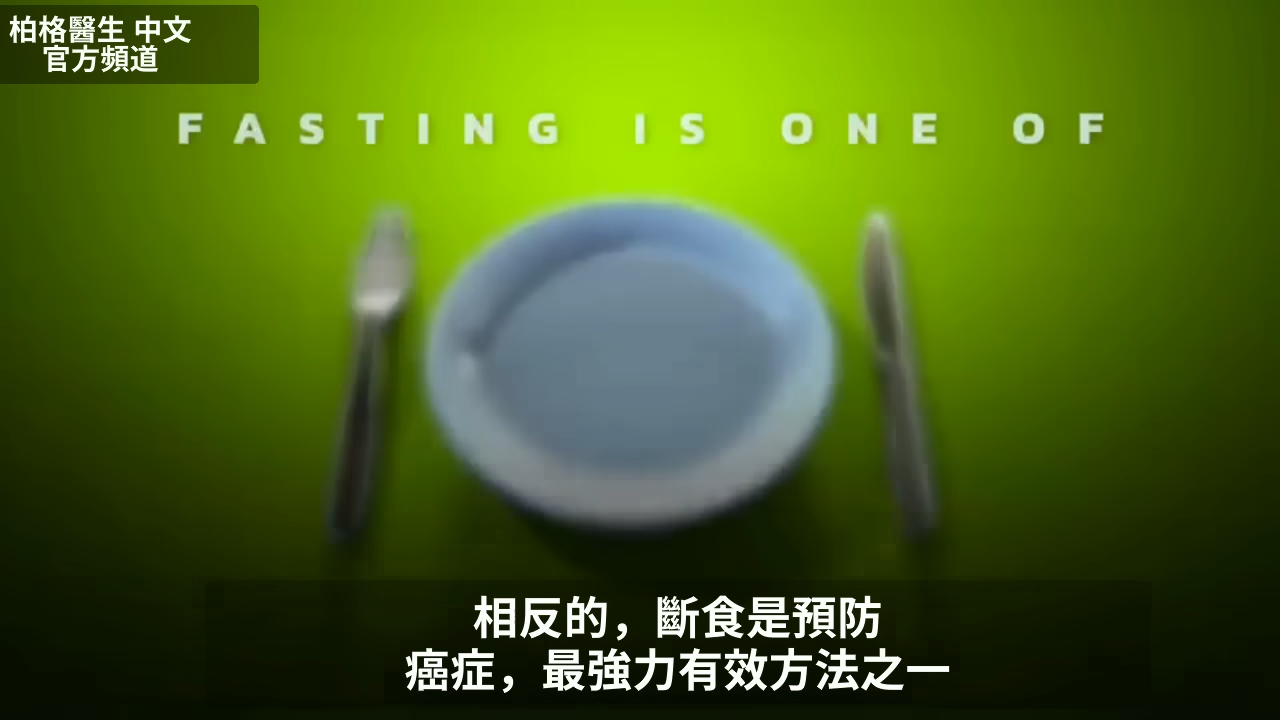 柏格醫生 中文
官方頻道
FASTING IS ONE OF
相反的，斷食是預防
癌症，最強力有效方法之一